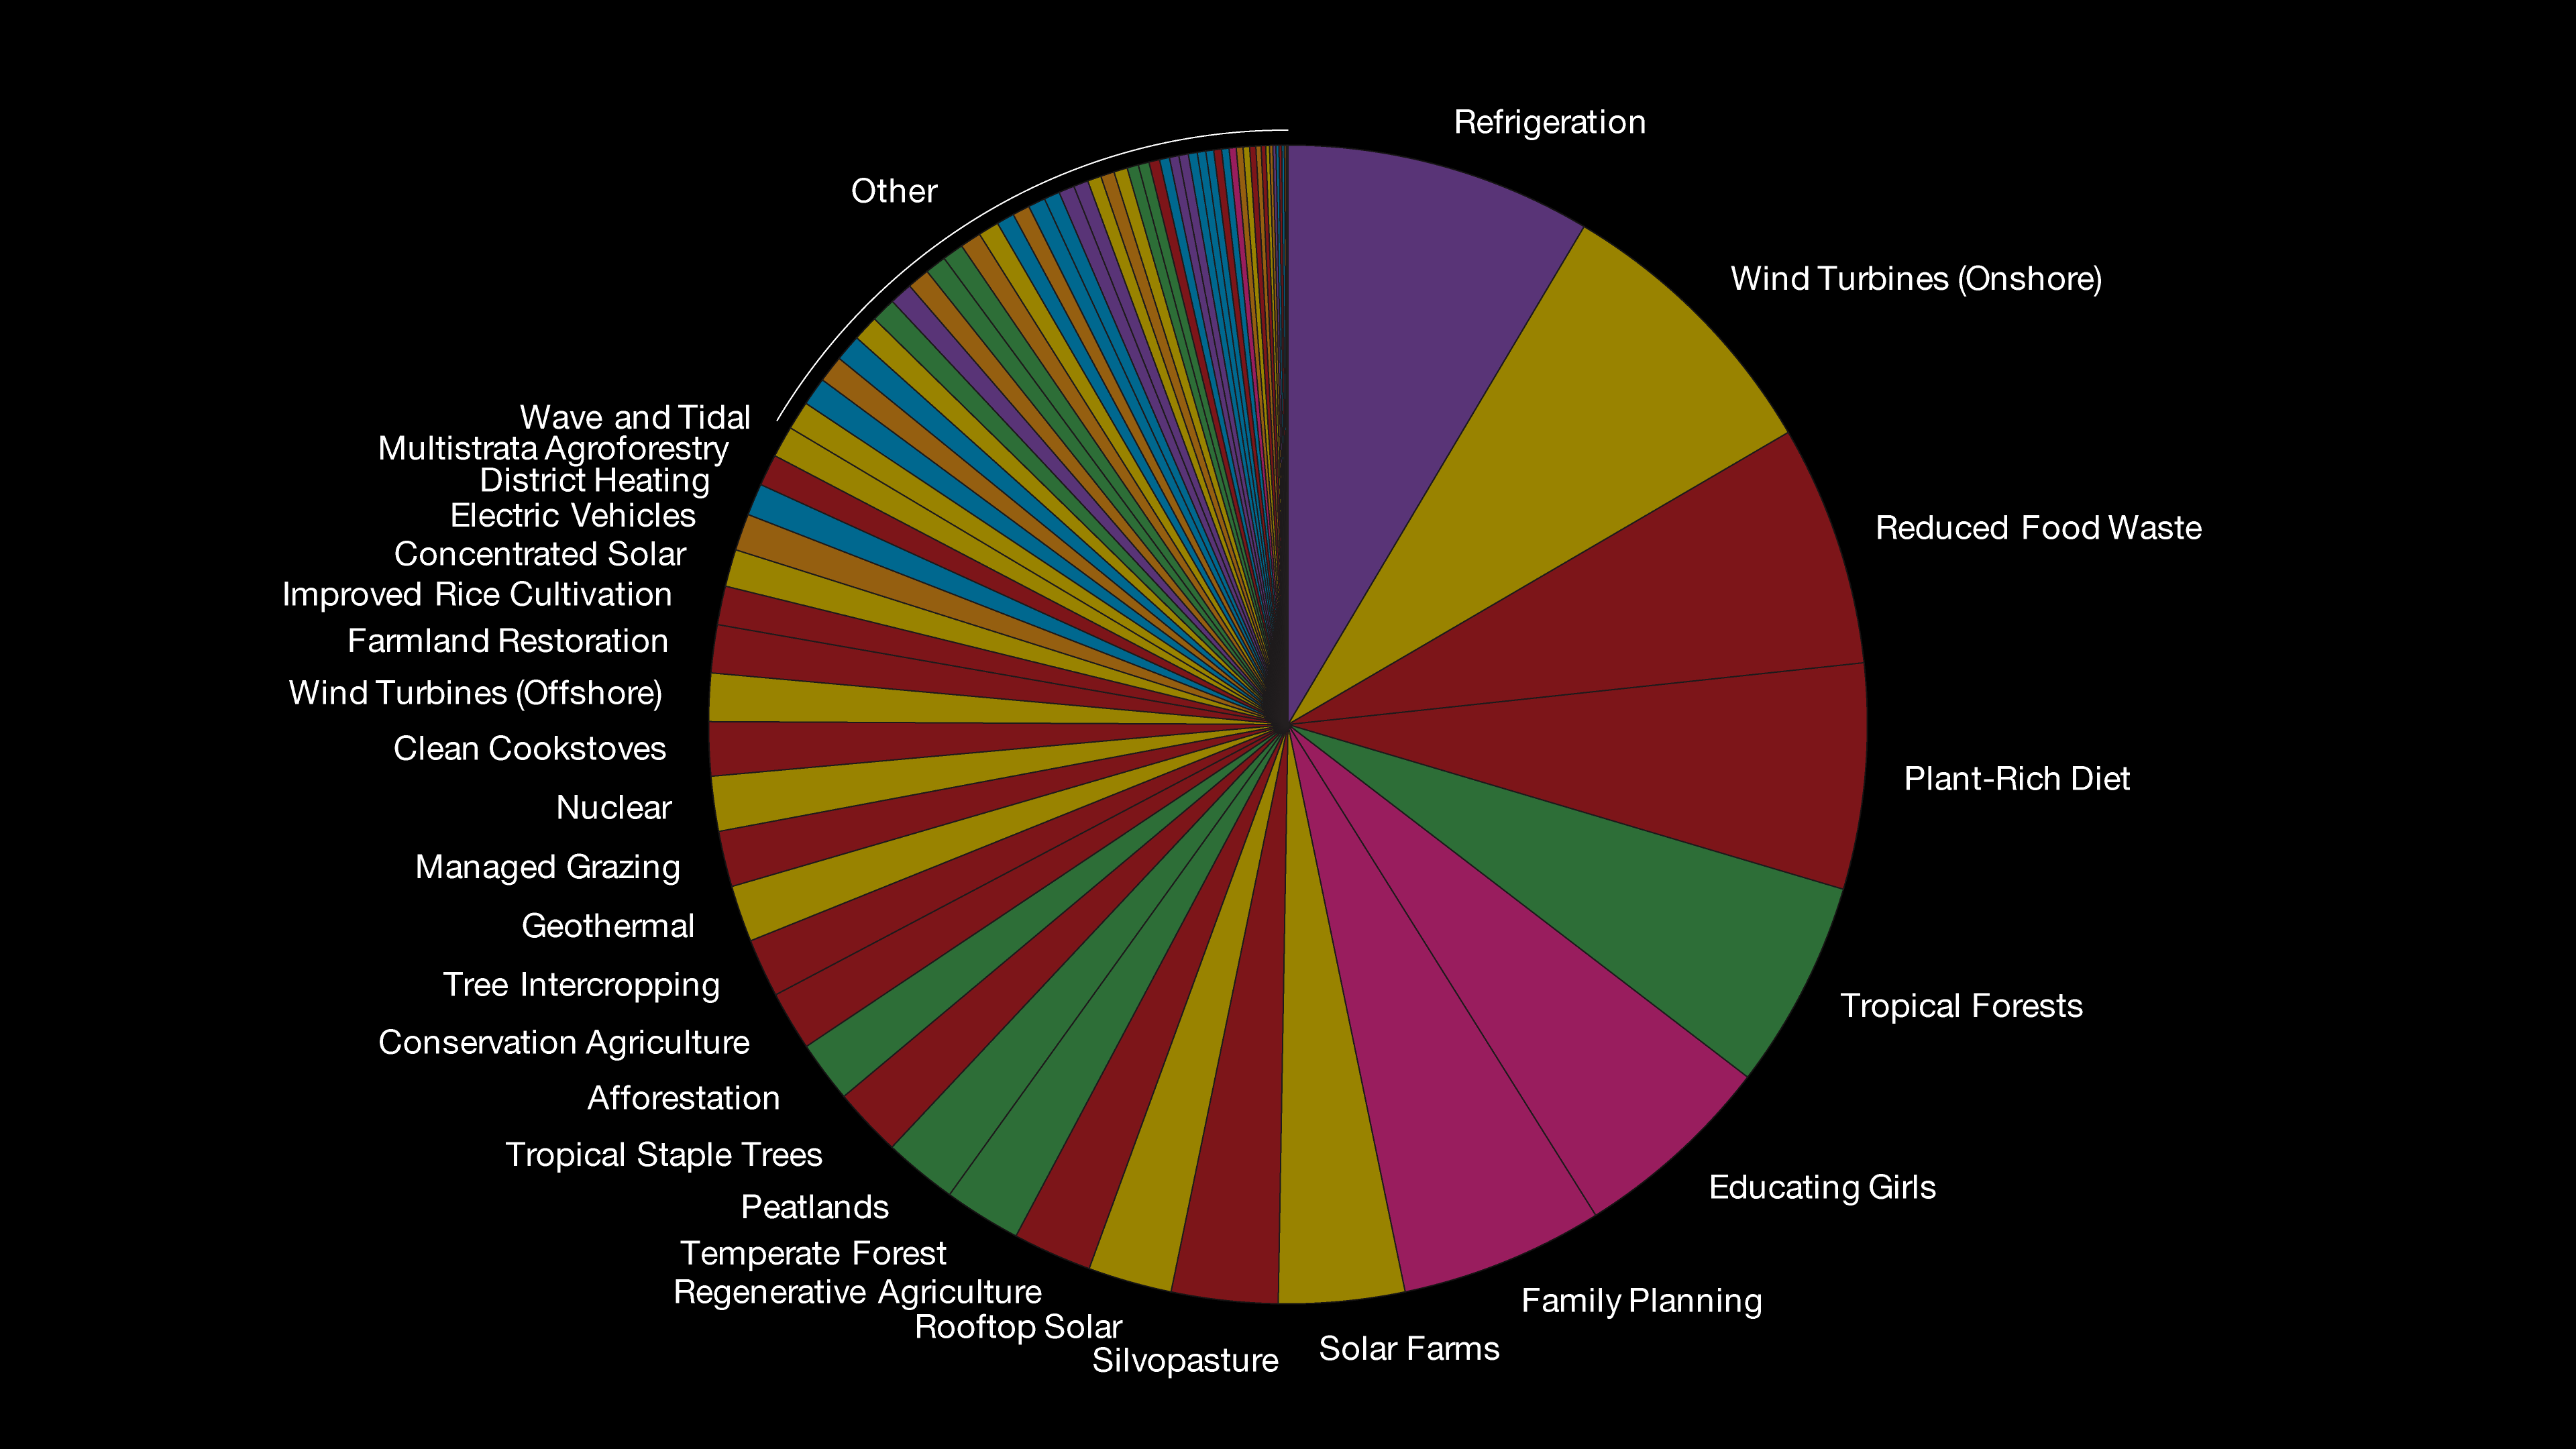 Refrigeration
Wind Turbines (Onshore)
Reduced Food Waste
Plant-Rich Diet
Tropical Forests
Educating Girls
Family Planning
Solar Farms
Silvopasture
Rooftop Solar
Regenerative Agriculture
Temperate Forest
Peatlands
Tropical Staple Trees
Afforestation
Conservation Agriculture
Tree Intercropping
Geothermal
Managed Grazing
Nuclear
Clean Cookstoves
Wind Turbines (Offshore)
Farmland Restoration
Improved Rice Cultivation
Concentrated Solar
Electric Vehicles
District Heating
Multistrata Agroforestry
Wave and Tidal
Other